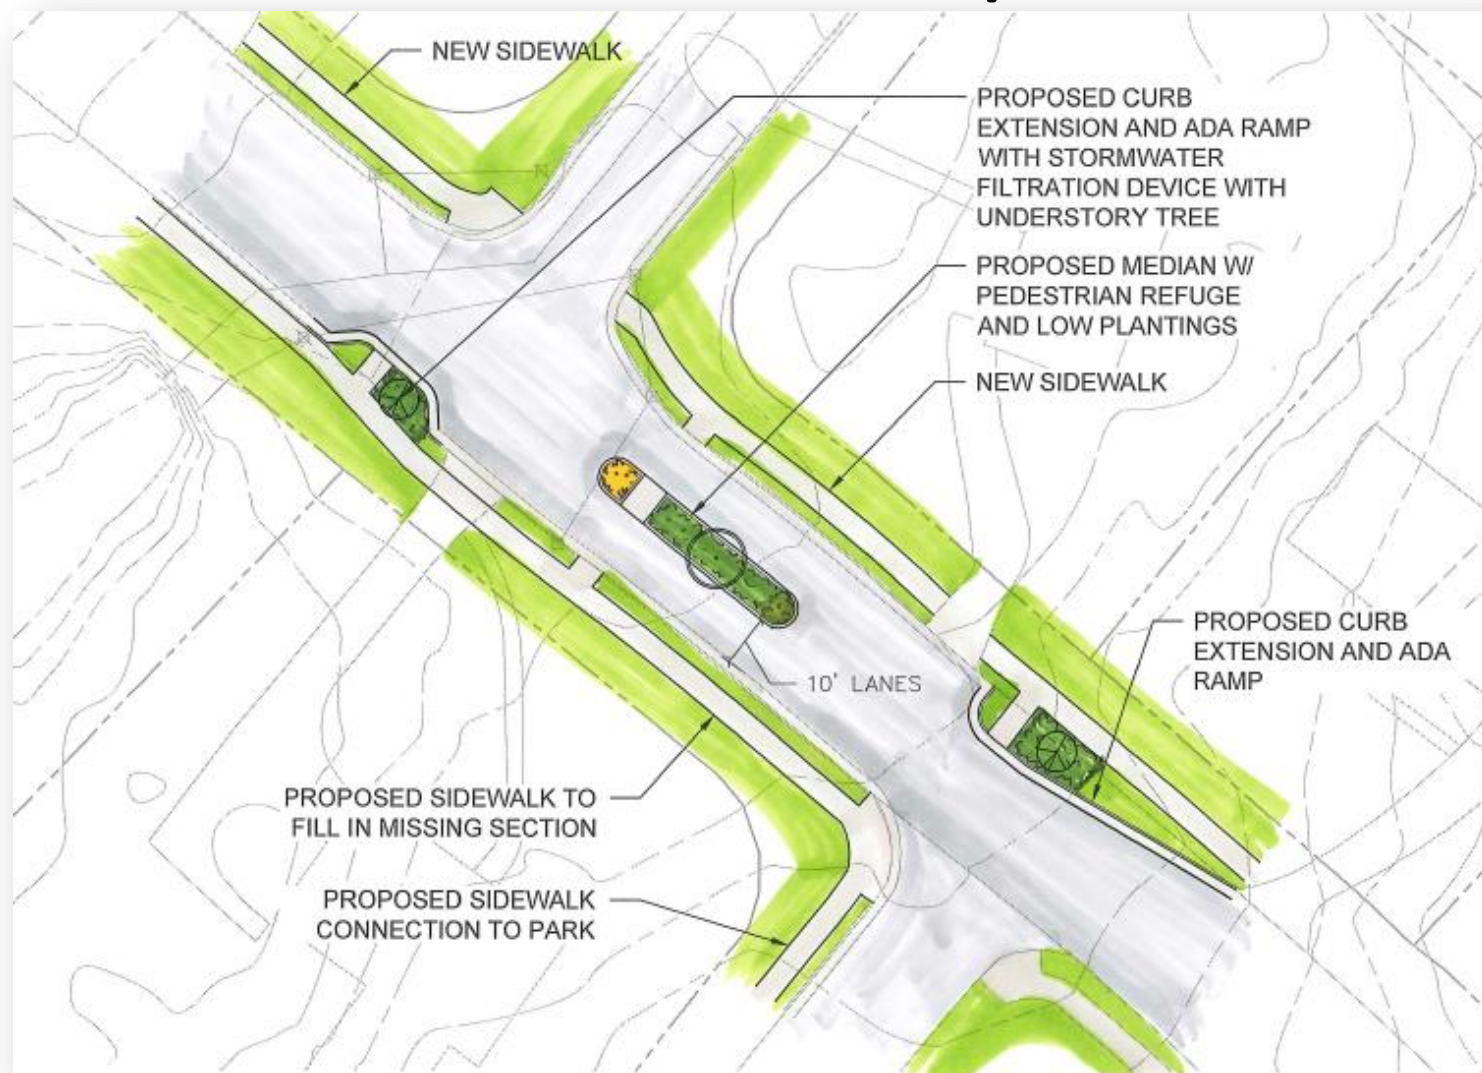 NEW SIDEWALK
PROPOSED CURB
EXTENSION AND ADA RAMP
WITH STORMWATER
FILTRATION DEVICE WITH
UNDERSTORY TREE
PROPOSED MEDIAN W/
PEDESTRIAN REFUGE
AND LOW PLANTINGS
NEW SIDEWALK
PROPOSED CURB
EXTENSION AND ADA
RAMP
10' LANES
PROPOSED SIDEWALK TO
FILL IN MISSING SECTION
PROPOSED SIDEWALK
CONNECTION TO PARK